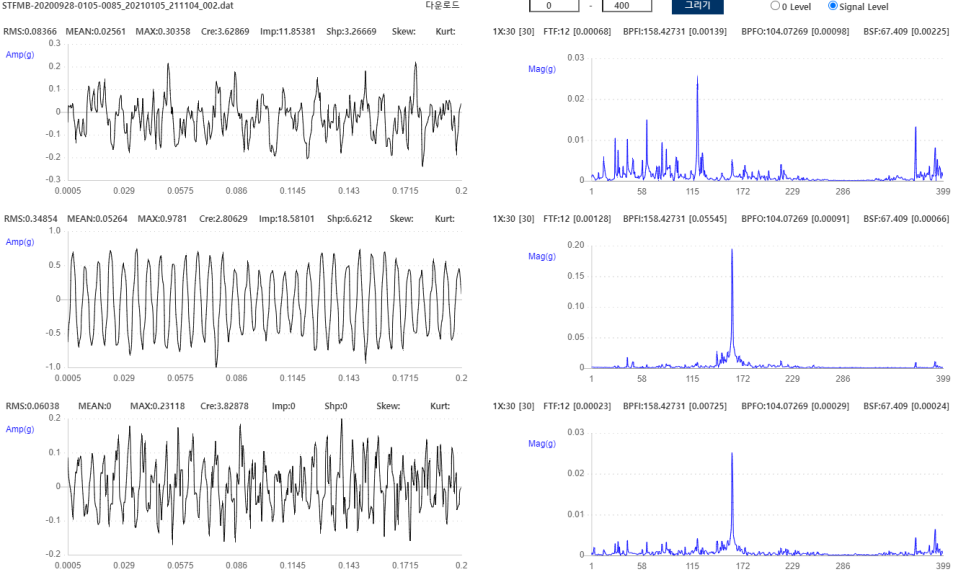 STFMB-20200928-0105-0085_20210105_211104_002.dat 다운로드 0 - 400 그리기 0 Level Signal Level
RMS:0.08366 MEAN:0.02561 MAX:0.30358 Cre:3.62869 Imp:11.85381 Shp:3.26669 Skew: Kurt:
Amp(g)
0.3
0.2
0.1
0
-0.1
-0.2
-0.3
0.0005 0.029 0.0575 0.086 0.1145 0.143 0.1715 0.2
1X:30 [30] FTF:12 [0.00068] BPFI:158.42731 [0.00139] BPFO:104.07269 [0.00098] BSF:67.409 [0.00225]
Mag(g)
0.03
0.02
0.01
0
1 58 115 172 229 286 399
RMS:0.34854 MEAN:0.05264 MAX:0.9781 Cre:2.80629 Imp:18.58101 Shp:6.6212 Skew: Kurt:
Amp(g)
1.0
0.5
0
-0.5
-1.0
0.0005 0.029 0.0575 0.086 0.1145 0.143 0.1715 0.2
1X:30 [30] FTF:12 [0.00128] BPFI:158.42731 [0.05545] BPFO:104.07269 [0.00091] BSF:67.409 [0.00066]
Mag(g)
0.20
0.15
0.10
0.05
0
1 58 115 172 229 286 399
RMS:0.06038 MEAN:0 MAX:0.23118 Cre:3.82878 Imp:0 Shp:0 Skew: Kurt:
Amp(g)
0.2
0.1
0
-0.1
-0.2
0.0005 0.029 0.0575 0.086 0.1145 0.143 0.1715 0.2
1X:30 [30] FTF:12 [0.00023] BPFI:158.42731 [0.00725] BPFO:104.07269 [0.00029] BSF:67.409 [0.00024]
Mag(g)
0.03
0.02
0.01
0
1 58 115 172 229 286 399